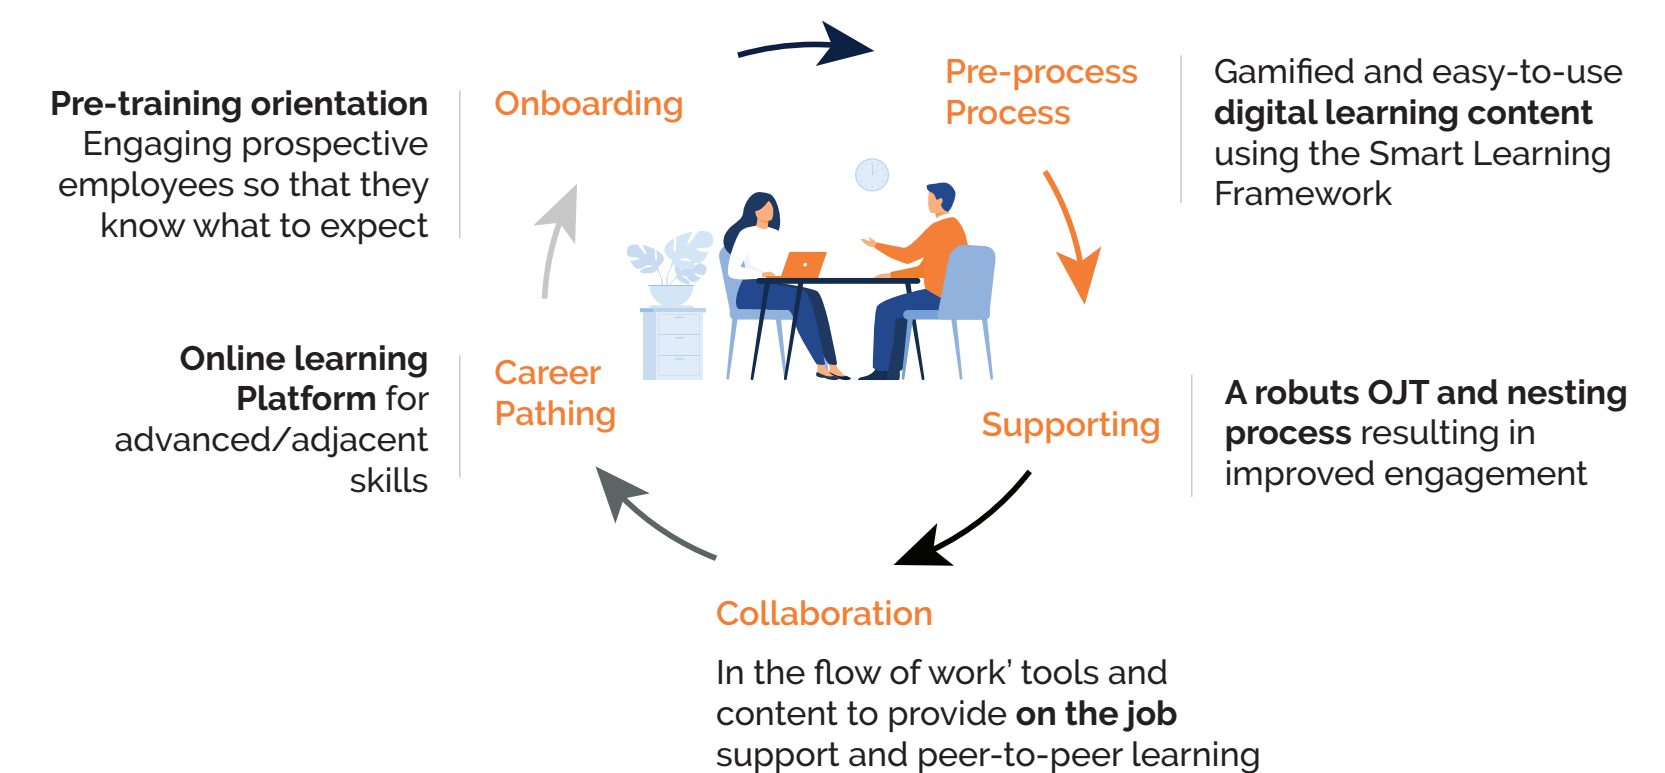 Pre-training orientation
Engaging prospective
employees so that they
know what to expect
Onboarding
Pre-process
Process
Gamified and easy-to-use
digital learning content
using the Smart Learning
Framework
Online learning
Platform for
advanced/adjacent
skills
Career
Pathing
Supporting
A robuts OJT and nesting
process resulting in
improved engagement
Collaboration
In the flow of work’ tools and
content to provide on the job
support and peer-to-peer learning